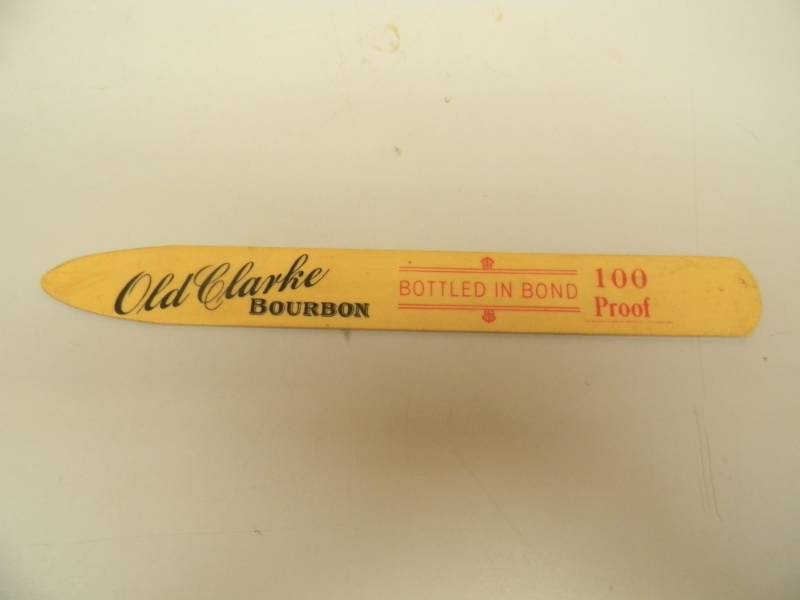 Old Clarke
BOURBON
BOTTLED IN BOND
100
Proof